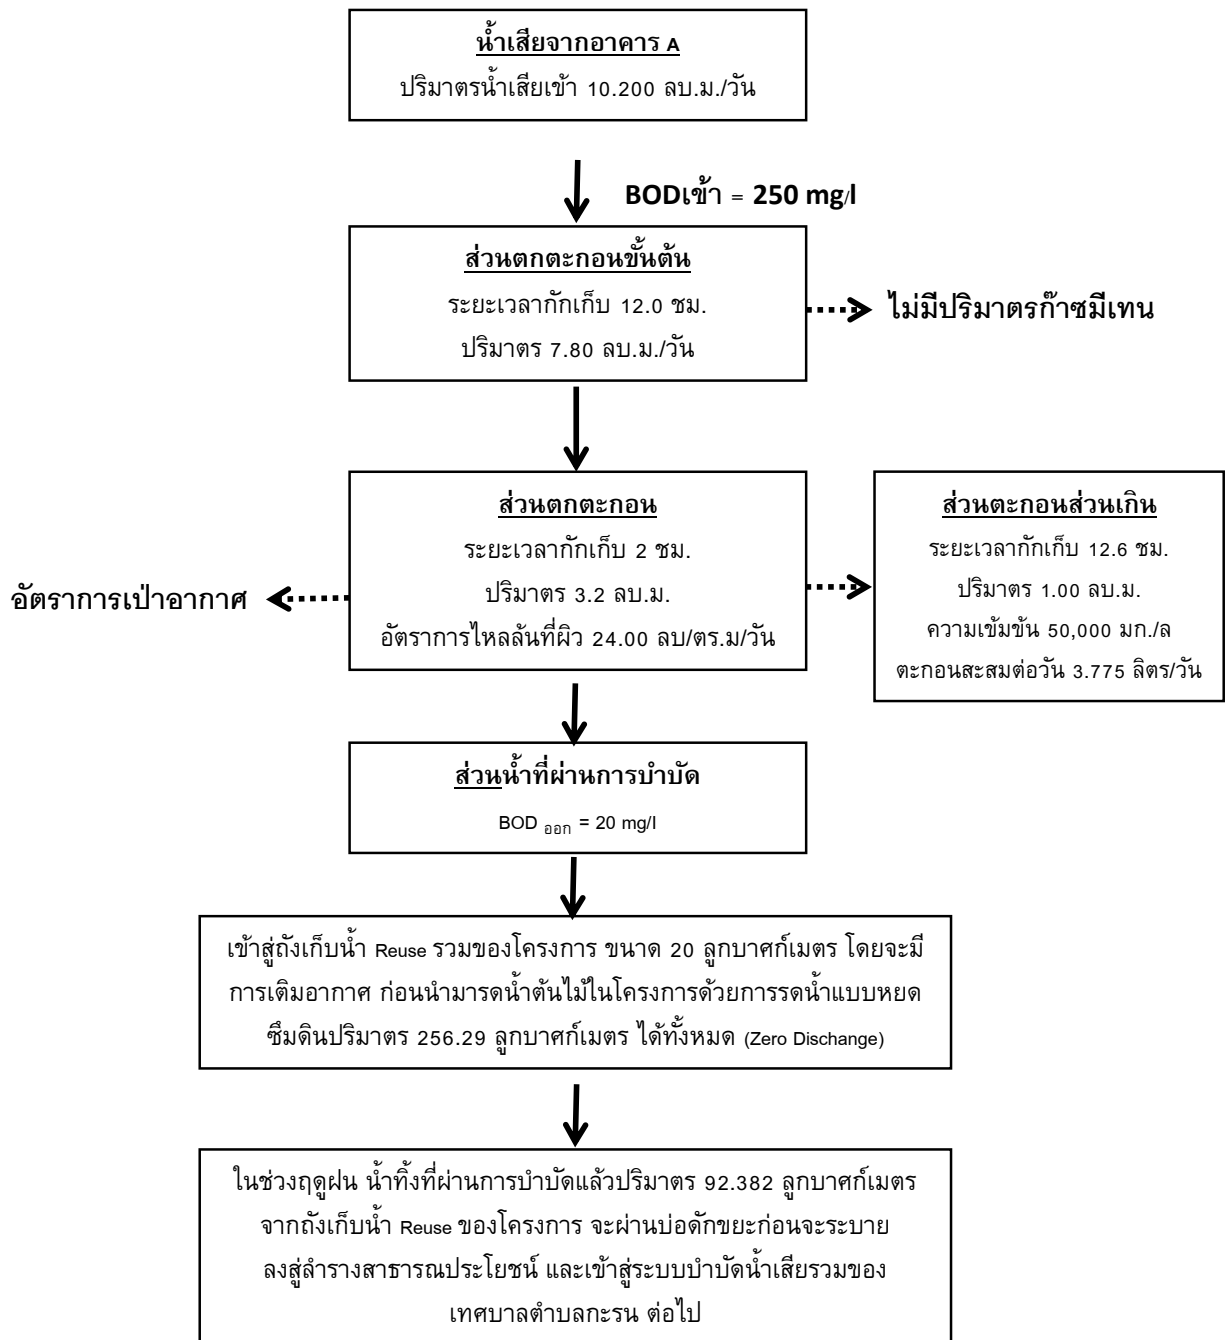 น้ำเสียจากอาคาร A
ปริมาตรน้ำเสียเข้า 10.200 ลบ.ม./วัน
BODเข้า = 250 mg/l
ส่วนตกตะกอนขั้นต้น
ระยะเวลากักเก็บ 12.0 ชม.
ปริมาตร 7.80 ลบ.ม./วัน
ไม่มีปริมาตรก๊าซมีเทน
ส่วนตกตะกอน
ระยะเวลากักเก็บ 2 ชม.
ปริมาตร 3.2 ลบ.ม.
อัตราการไหลล้นที่ผิว 24.00 ลบ/ตร.ม/วัน
อัตราการเป่าอากาศ
ส่วนตะกอนส่วนเกิน
ระยะเวลากักเก็บ 12.6 ชม.
ปริมาตร 1.00 ลบ.ม.
ความเข้มข้น 50,000 มก./ล
ตะกอนสะสมต่อวัน 3.775 ลิตร/วัน
ส่วนน้ำที่ผ่านการบำบัด
BOD ออก = 20 mg/l
เข้าสู่ถังเก็บน้ำ Reuse รวมของโครงการ ขนาด 20 ลูกบาศก์เมตร โดยจะมี
การเติมอากาศ ก่อนนำมารดน้ำต้นไม้ในโครงการด้วยการรดน้ำแบบหยด
ซึมดินปริมาตร 256.29 ลูกบาศก์เมตร ได้ทั้งหมด (Zero Dischange)
ในช่วงฤดูฝน น้ำทิ้งที่ผ่านการบำบัดแล้วปริมาตร 92.382 ลูกบาศก์เมตร
จากถังเก็บน้ำ Reuse ของโครงการ จะผ่านบ่อดักขยะก่อนจะระบาย
ลงสู่ลำรางสาธารณประโยชน์ และเข้าสู่ระบบบำบัดน้ำเสียรวมของ
เทศบาลตำบลกะรน ต่อไป